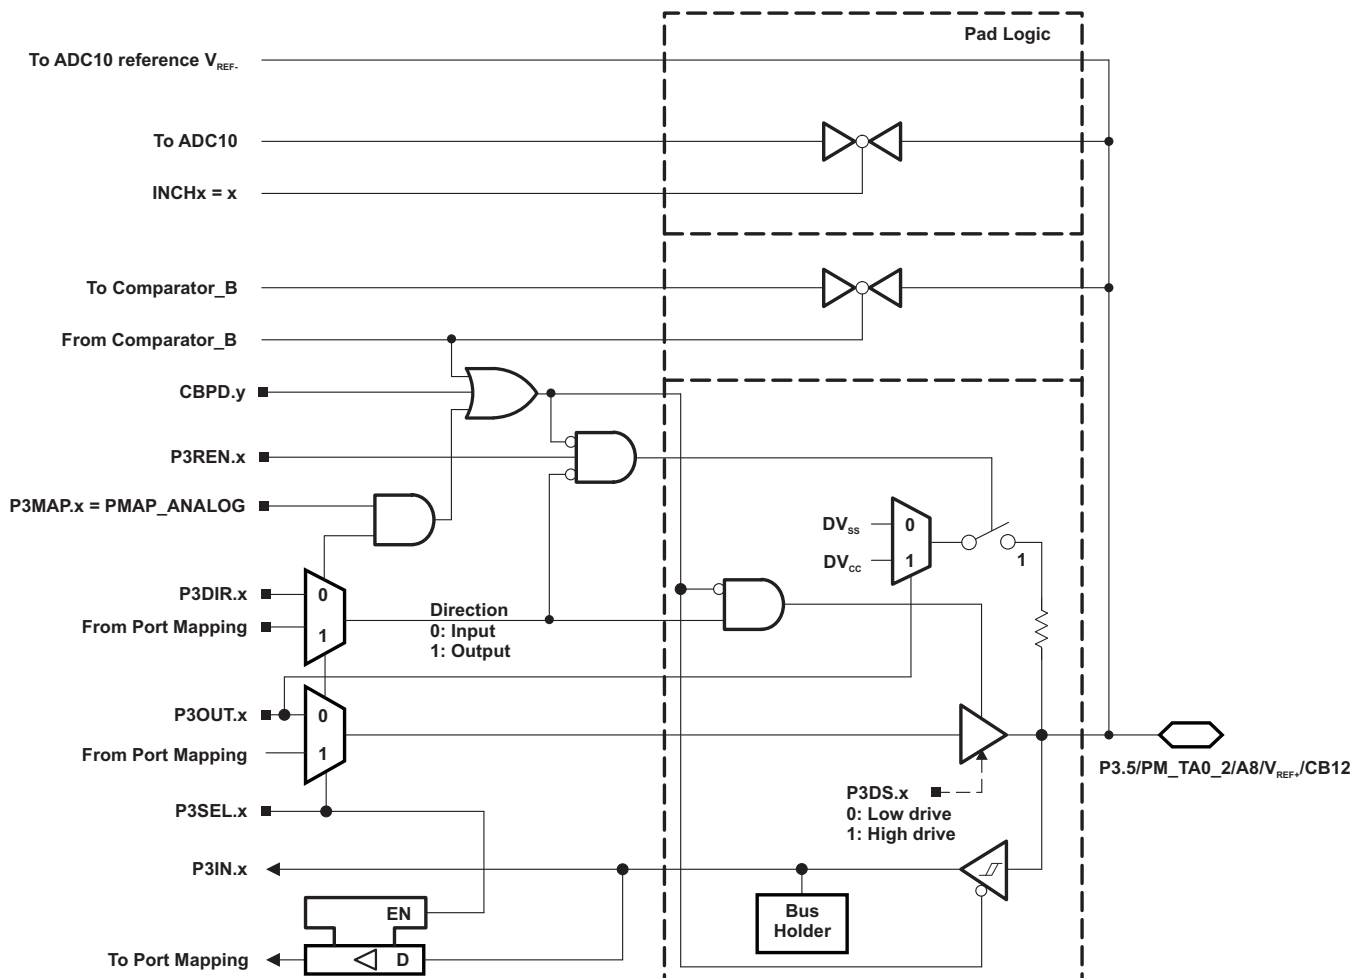 Pad Logic
To ADC10 reference VREF-
To ADC10
INCHx = x
To Comparator_B
From Comparator_B
CBPD.y
P3REN.x
P3MAP.x = PMAP_ANALOG
DVSS
0
DVCC
1
1
P3DIR.x
0
From Port Mapping
1
Direction
0: Input
1: Output
P3OUT.x
0
From Port Mapping
1
P3.5/PM_TA0_2/A8/VREF+/CB12
P3DS.x
0: Low drive
1: High drive
P3SEL.x
P3IN.x
EN
Bus
Holder
To Port Mapping
D